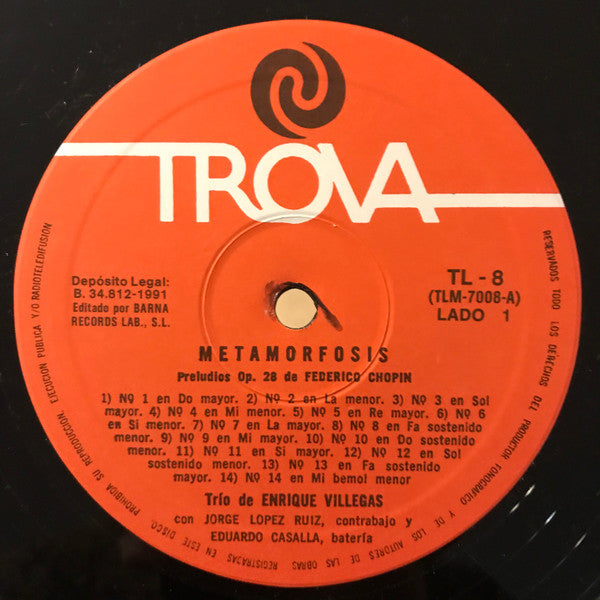 TROVA
Depósito Legal:
B. 34.812-1991
Editado por BARNA
RECORDS LAB., S.L.
TL - 8
(TLM-7008-A)
LADO 1
METAMORFOSIS
Preludios Op. 28 de FEDERICO CHOPIN
1) Nº 1 en Do mayor. 2) Nº 2 en La menor. 3) Nº 3 en Sol
mayor. 4) Nº 4 en Mi menor. 5) Nº 5 en Re mayor. 6) Nº 6
en Si menor. 7) Nº 7 en La mayor. 8) Nº 8 en Fa sostenido
menor. 9) Nº 9 en Mi mayor. 10) Nº 10 en Do sostenido
menor. 11) Nº 11 en Si mayor. 12) Nº 12 en Sol
sostenido menor. 13) Nº 13 en Fa sostenido
mayor. 14) Nº 14 en Mi bemol menor
Trío de ENRIQUE VILLEGAS
con JORGE LOPEZ RUIZ, contrabajo y
EDUARDO CASALLA, batería
RESERVADOS TODO LOS DERECHOS DEL PRODUCTOR FONOGRAFICO Y DE LOS AUTORES DE LAS OBRAS REGISTRADAS EN ESTE DISCO. PROHIBIDA SU REPRODUCCION, EJECUCION PUBLICA Y/O RADIOTELEDIFUSION